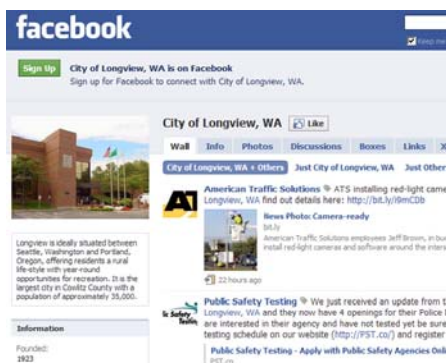 facebook
Keep me
Sign Up
City of Longview, WA is on Facebook
Sign up for Facebook to connect with City of Longview, WA.
City of Longview, WA
Like
Wall Info Photos Discussions Boxes Links
City of Longview, WA + Others Just City of Longview, WA Just Other
American Traffic Solutions ATS installing red-light came
Longview, WA find out details here: http://bit.ly/i9mCDb
News Photo: Camera-ready
bit.ly
American Traffic Solutions employees Jeff Brown, in bu
install red-light cameras and software around the inters
22 hours ago
Longview is ideally situated between
Seattle, Washington and Portland,
Oregon, offering residents a rural
life-style with year-round
opportunities for recreation. It is the
largest city in Cowlitz County with a
population of approximately 35,000.
Public Safety Testing We just received an update from t
Longview, WA and they now have 4 openings for their Police
are interested in their agency and have not tested yet be sure
testing schedule on our website (http://PST.co/) and register
Public Safety Testing - Apply with Public Safety Agencies Onli
PST.co
Information
Founded:
1923